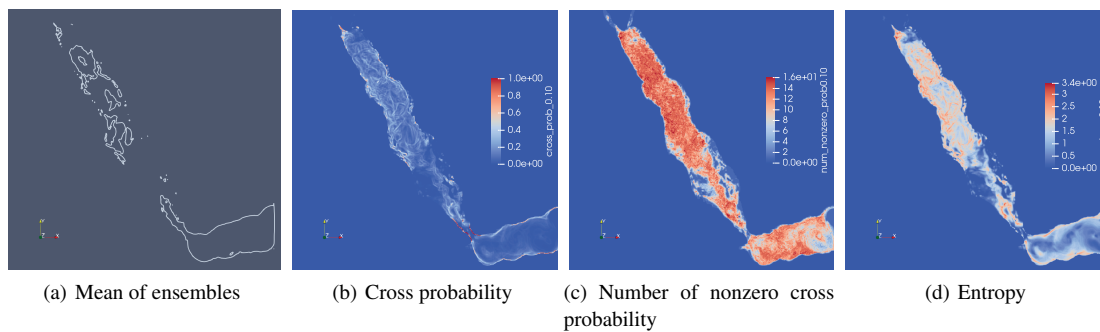 1.0e+00
0.8
0.6
0.4
0.2
0.0e+00
cross_prob_0.10
1.6e+01
14
12
10
8
6
4
2
0.0e+00
num_nonzero_prob0.10
3.4e+00
3
2.5
2
1.5
1
0.5
0.0e+00
(a) Mean of ensembles
(b) Cross probability
(c) Number of nonzero cross
probability
(d) Entropy